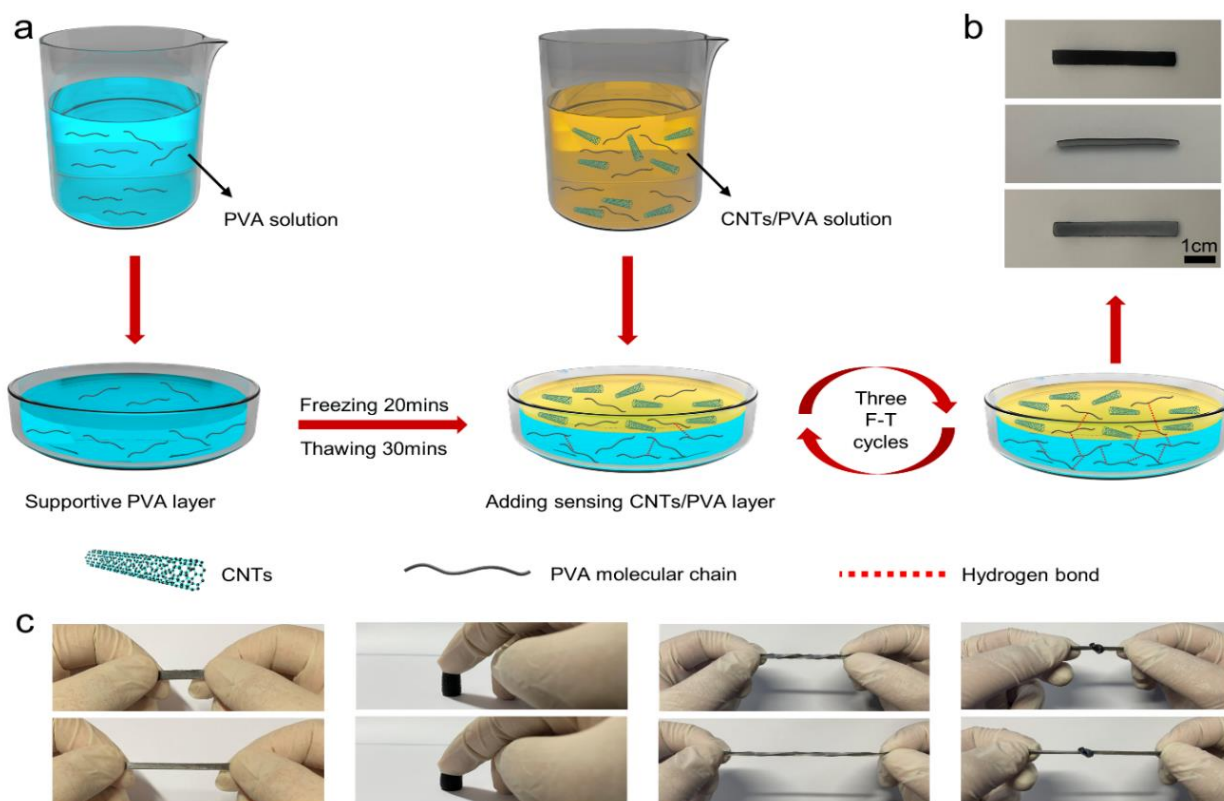 a
b
PVA solution
CNTs/PVA solution
1cm
Freezing 20mins
Thawing 30mins
Three
F-T
cycles
Supportive PVA layer
Adding sensing CNTs/PVA layer
CNTs
PVA molecular chain
Hydrogen bond
c